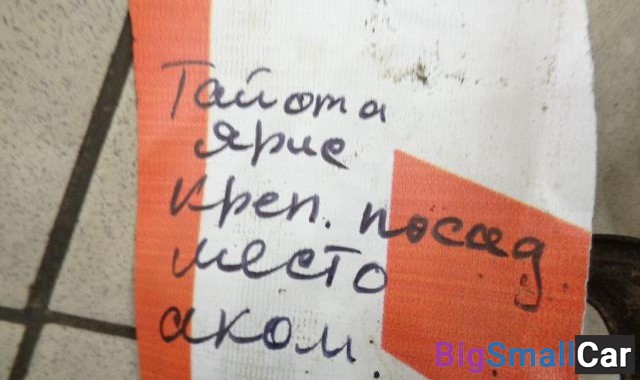 Тайота
Ярис
креп. посад
место
аком
BigSmallCar